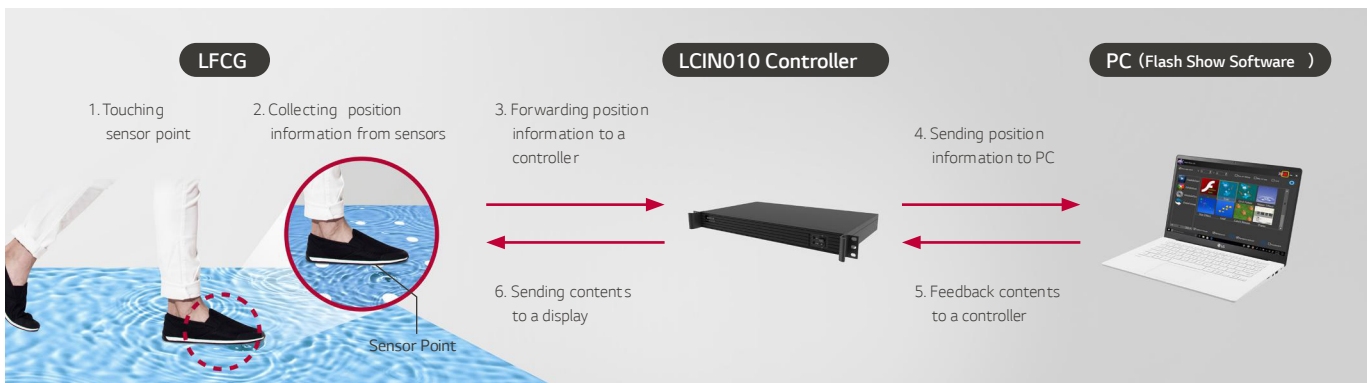 LFCG
LCIN010 Controller
PC (Flash Show Software )
1. Touching
sensor point
2. Collecting position
information from sensors
3. Forwarding position
information to a
controller
4. Sending position
information to PC
6. Sending contents
to a display
5. Feedback contents
to a controller
Sensor Point
LG